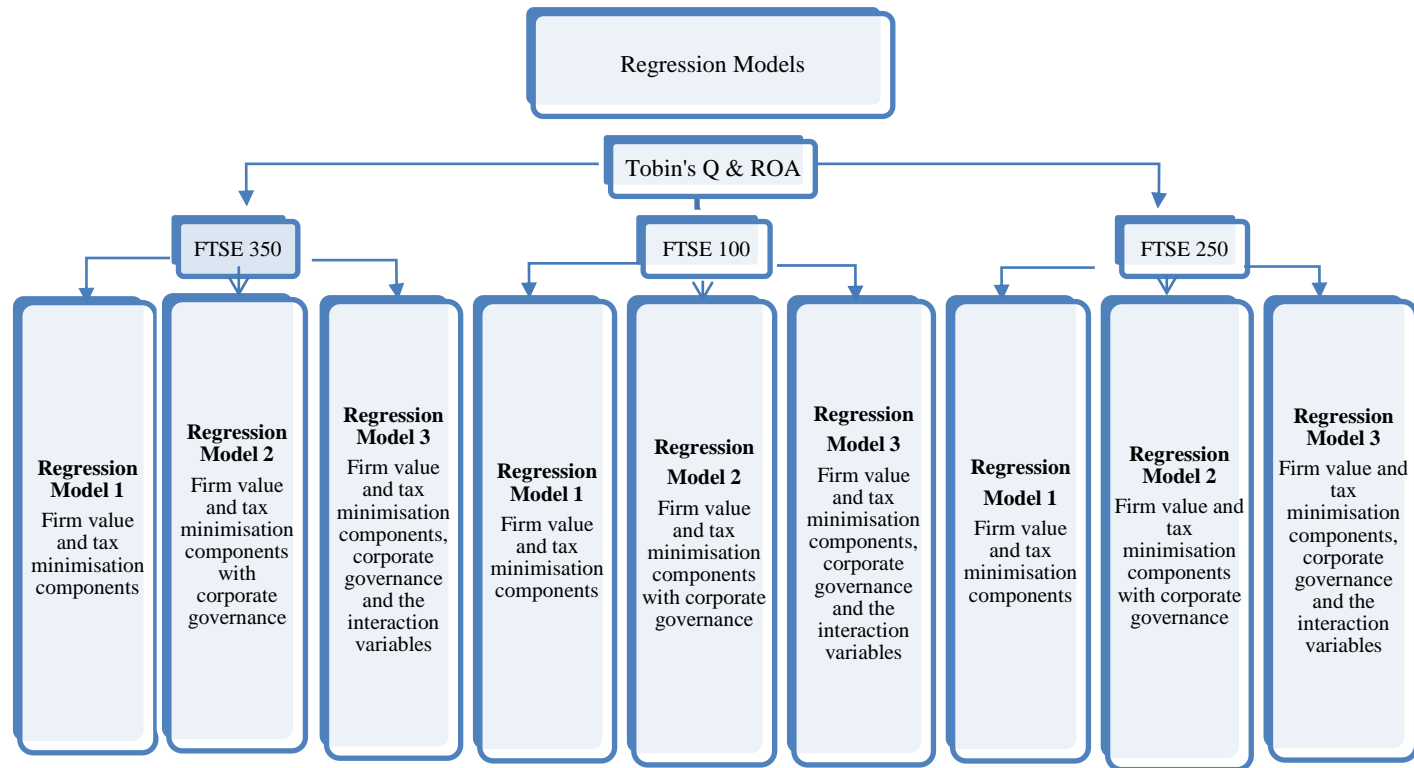 Regression Models
Tobin's Q & ROA
FTSE 350
FTSE 100
FTSE 250
Regression
Model 1
Firm value
and tax
minimisation
components
Regression
Model 2
Firm value
and tax
minimisation
components
with
corporate
governance
Regression
Model 3
Firm value
and tax
minimisation
components,
corporate
governance
and the
interaction
variables
Regression
Model 1
Firm value
and tax
minimisation
components
Regression
Model 2
Firm value
and tax
minimisation
components
with corporate
governance
Regression
Model 3
Firm value
and tax
minimisation
components,
corporate
governance
and the
interaction
variables
Regression
Model 1
Firm value
and tax
minimisation
components
Regression
Model 2
Firm value and
tax
minimisation
components
with corporate
governance
Regression
Model 3
Firm value and
tax
minimisation
components,
corporate
governance
and the
interaction
variables